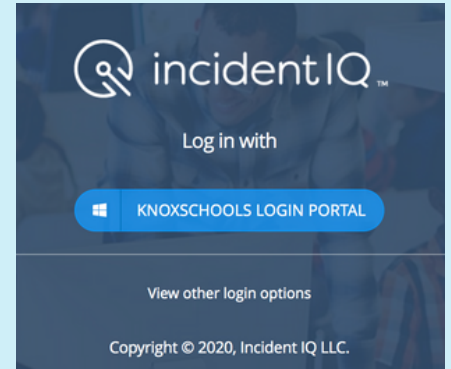 incidentIQ™
Log in with
KNOXSCHOOLS LOGIN PORTAL
View other login options
Copyright © 2020, Incident IQ LLC.